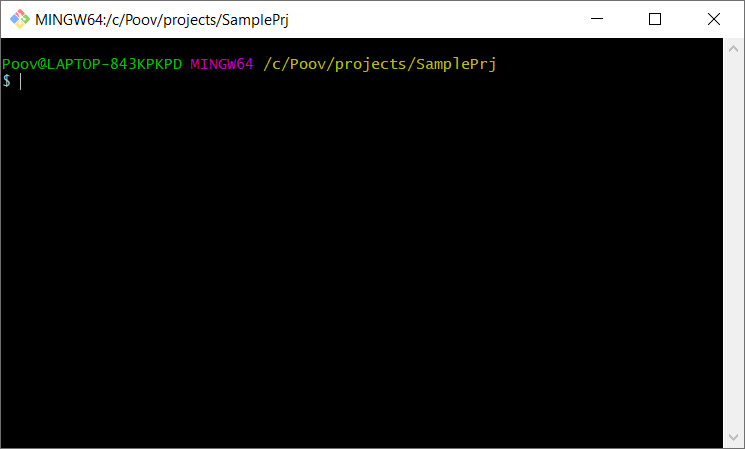 MINGW64:/c/Poov/projects/SamplePrj
Poov@LAPTOP-843KPKPD MINGW64 /c/Poov/projects/SamplePrj
$